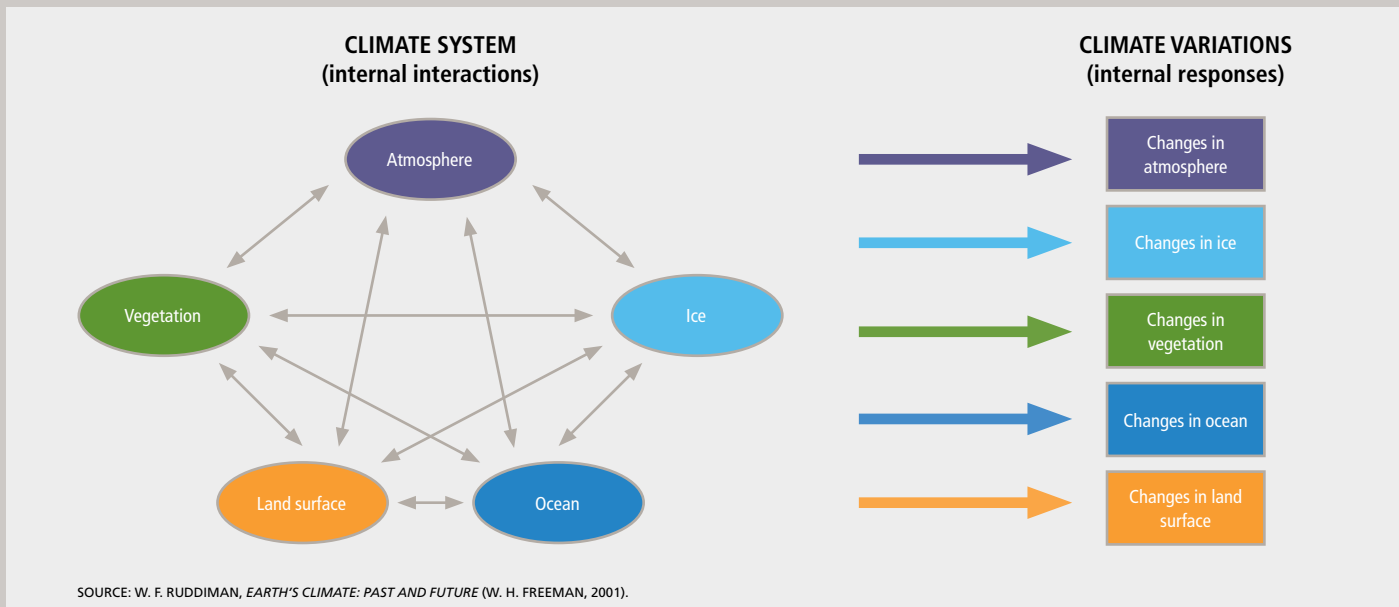 CLIMATE SYSTEM
(internal interactions)
CLIMATE VARIATIONS
(internal responses)
Atmosphere
Vegetation
Ice
Land surface
Ocean
Changes in
atmosphere
Changes in ice
Changes in
vegetation
Changes in ocean
Changes in land
surface
SOURCE: W. F. RUDDIMAN, EARTH'S CLIMATE: PAST AND FUTURE (W. H. FREEMAN, 2001).